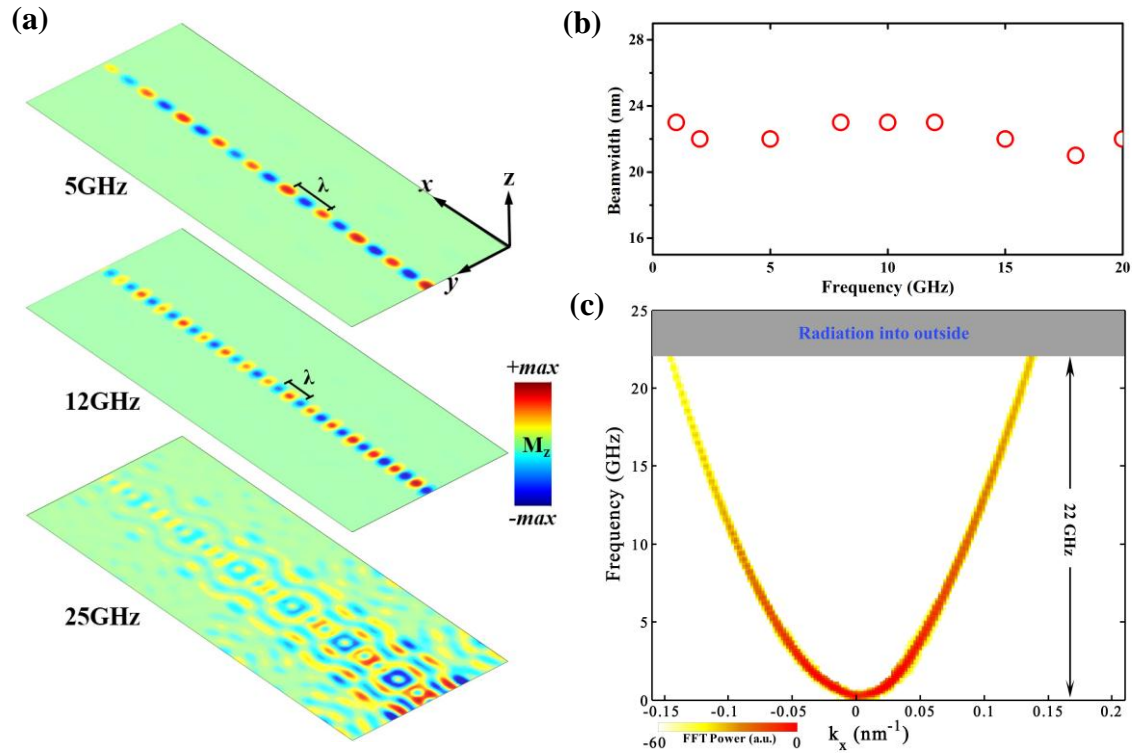 (a)
5GHz
λ
x
z
y
12GHz
λ
+max
M_z
-max
25GHz
(b)
Beamwidth (nm)
28
24
20
16
0
5
10
15
20
Frequency (GHz)
(c)
Frequency (GHz)
25
20
15
10
5
0
Radiation into outside
22 GHz
-0.15
-0.1
-0.05
0
0.05
0.1
0.15
0.2
-60
FFT Power (a.u.)
0
k_x (nm⁻¹)